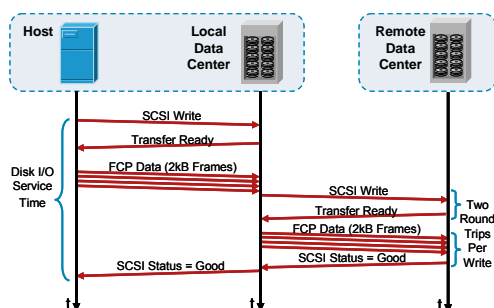 Host
Local
Data
Center
Remote
Data
Center
SCSI Write
Transfer Ready
FCP Data (2kB Frames)
Disk I/O
Service
Time
SCSI Write
Transfer Ready
FCP Data (2kB Frames)
SCSI Status = Good
SCSI Status = Good
Two
Round
Trips
Per
Write
t
t
t